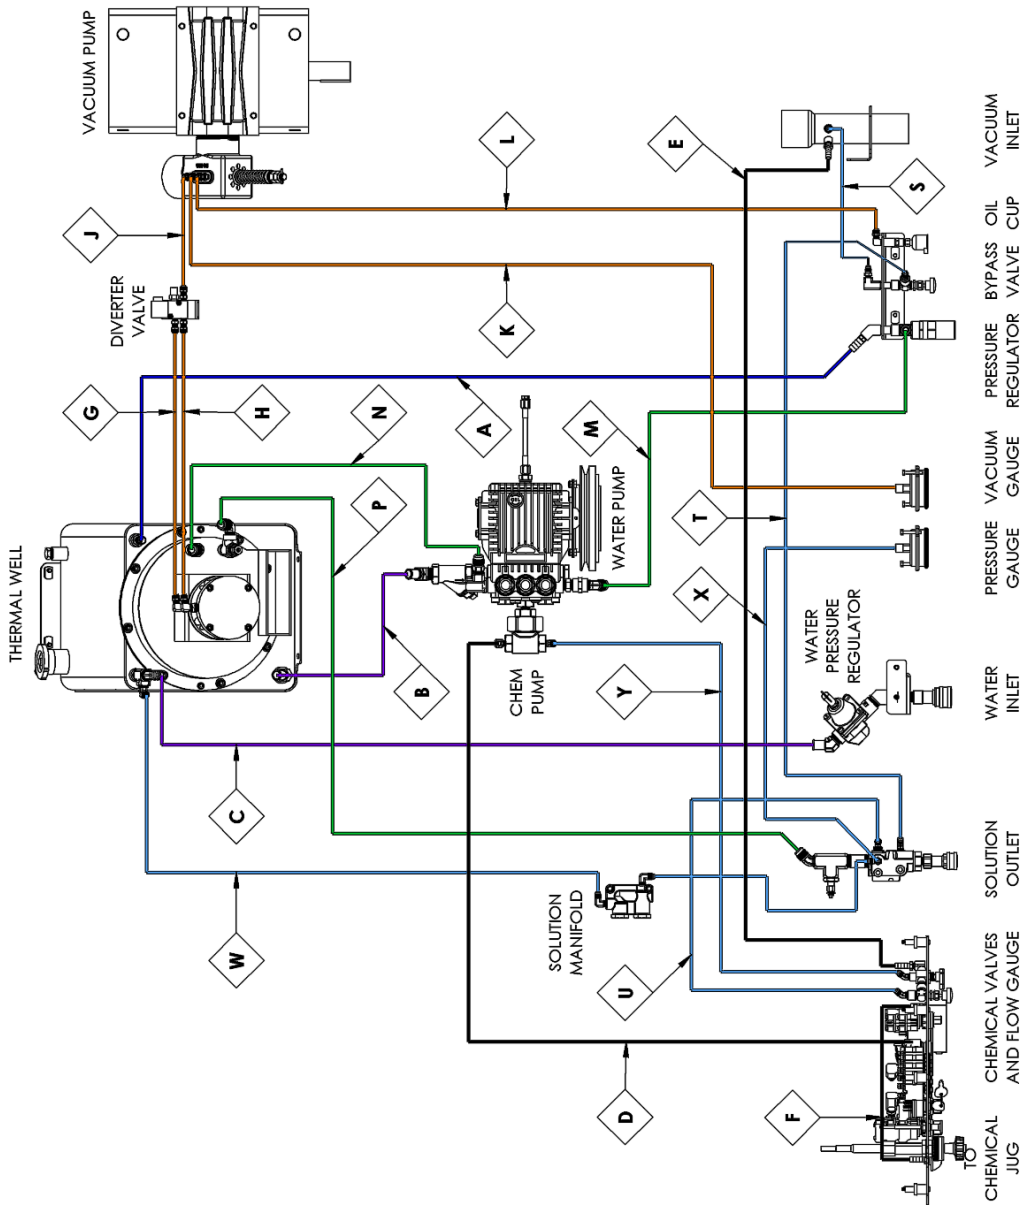 THERMAL WELL
VACUUM PUMP
DIVERTER
VALVE
J
L
G
H
K
N
A
P
E
S
M
WATER PUMP
B
CHEM
PUMP
T
X
Y
C
WATER
PRESSURE
REGULATOR
W
SOLUTION
MANIFOLD
U
D
F
TO
CHEMICAL
JUG
CHEMICAL VALVES
AND FLOW GAUGE
SOLUTION
OUTLET
WATER
INLET
PRESSURE
GAUGE
VACUUM
GAUGE
PRESSURE
REGULATOR
BYPASS
VALVE
OIL
CUP
VACUUM
INLET